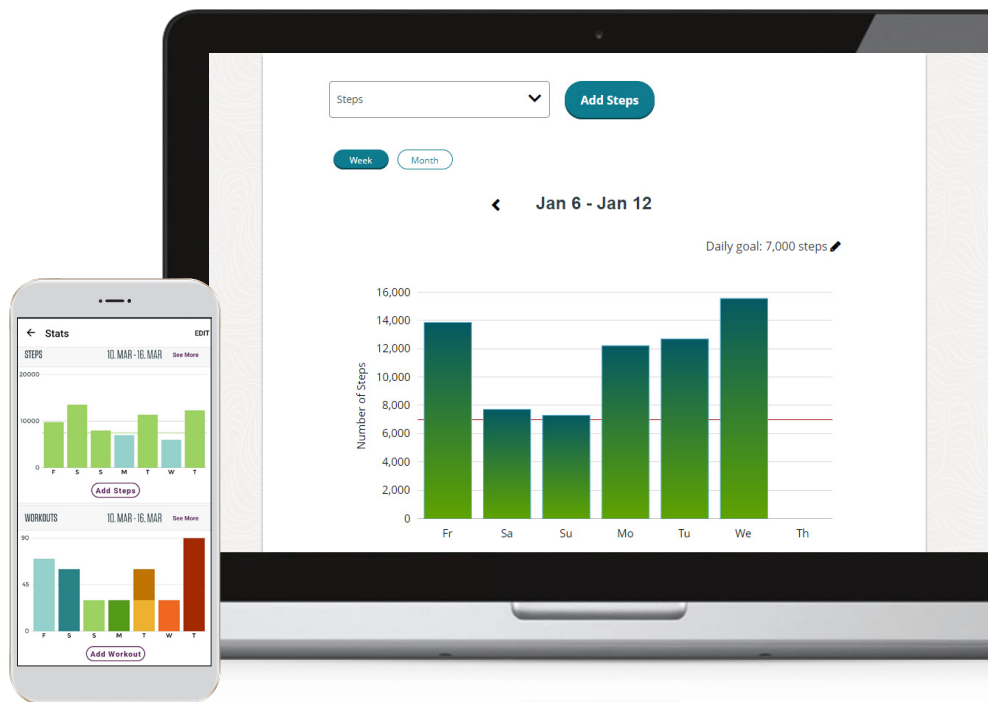 Steps
Add Steps
Week
Month
Jan 6 - Jan 12
Daily goal: 7,000 steps
Number of Steps
16,000
14,000
12,000
10,000
8,000
6,000
4,000
2,000
0
Fr Sa Su Mo Tu We Th
Stats EDIT
STEPS 10. MAR - 16. MAR See More
20000
10000
0
F S S M T W T
Add Steps
WORKOUTS 10. MAR - 16. MAR See More
90
45
0
F S S M T W T
Add Workout